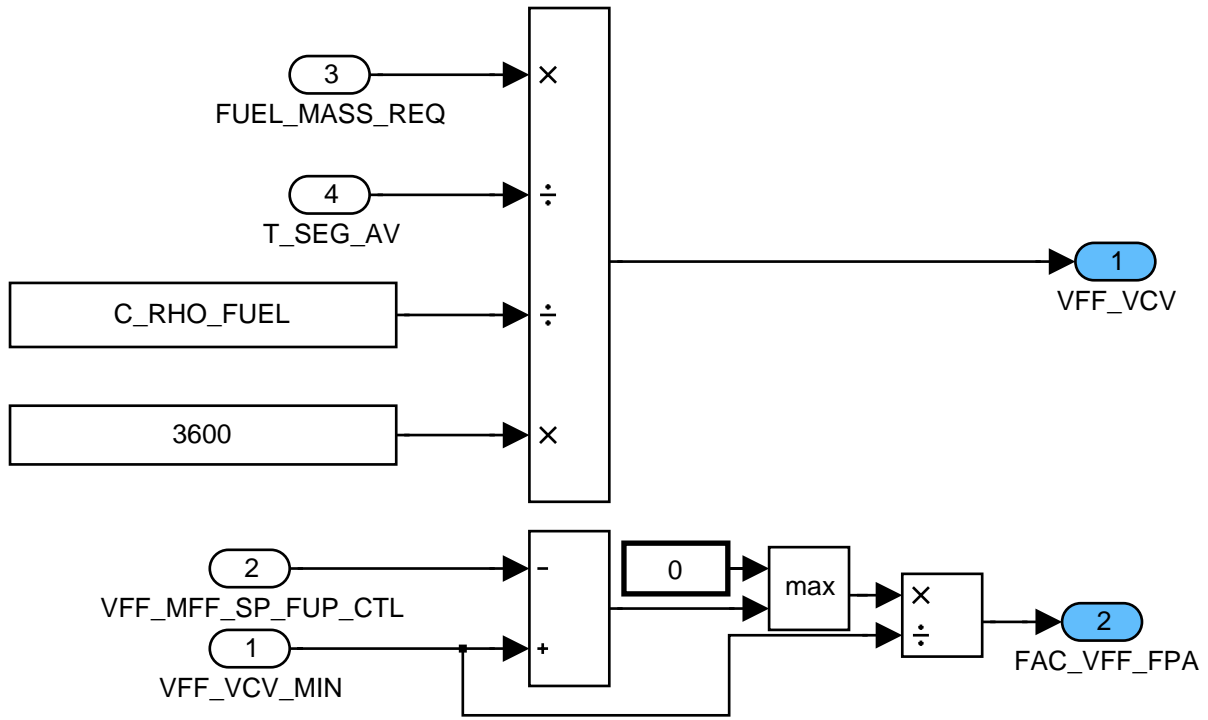 3
×
FUEL_MASS_REQ
4
÷
T_SEG_AV
1
VFF_VCV
C_RHO_FUEL
÷
3600
×
2
-
VFF_MFF_SP_FUP_CTL
0
max
×
÷
2
FAC_VFF_FPA
1
+
VFF_VCV_MIN